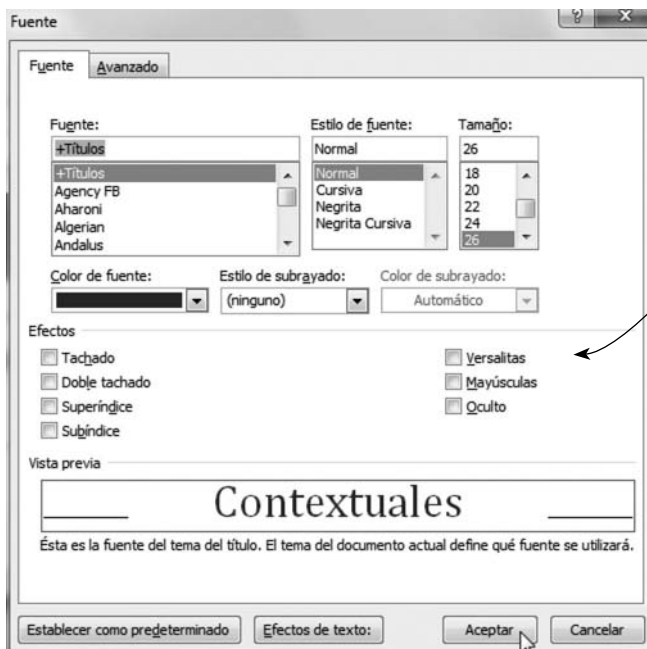 Fuente
?
X
Fuente
Avanzado
Fuente:
Estilo de fuente:
Tamaño:
+Títulos
Normal
26
+Títulos
Agency FB
Aharoni
Algerian
Andalus
Normal
Cursiva
Negrita
Negrita Cursiva
18
20
22
24
26
Color de fuente:
Estilo de subrayado:
Color de subrayado:
(ninguno)
Automático
Efectos
Tachado
Doble tachado
Superíndice
Subíndice
Versalitas
Mayúsculas
Oculto
Vista previa
Contextuales
Ésta es la fuente del tema del título. El tema del documento actual define qué fuente se utilizará.
Establecer como predeterminado
Efectos de texto:
Aceptar
Cancelar